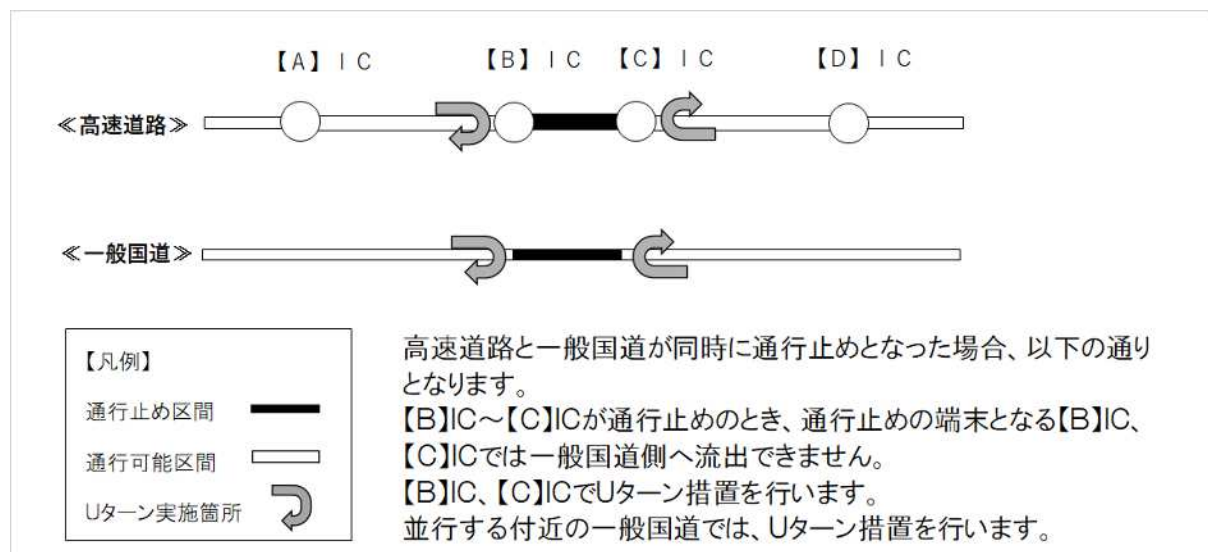 【A】ＩＣ 【B】ＩＣ 【C】ＩＣ 【D】ＩＣ
≪高速道路≫
≪一般国道≫
【凡例】
通行止め区間
通行可能区間
Uターン実施箇所
高速道路と一般国道が同時に通行止めとなった場合、以下の通り
となります。
【B】IC～【C】ICが通行止めのとき、通行止めの端末となる【B】IC、
【C】ICでは一般国道側へ流出できません。
【B】IC、【C】ICでUターン措置を行います。
並行する付近の一般国道では、Uターン措置を行います。